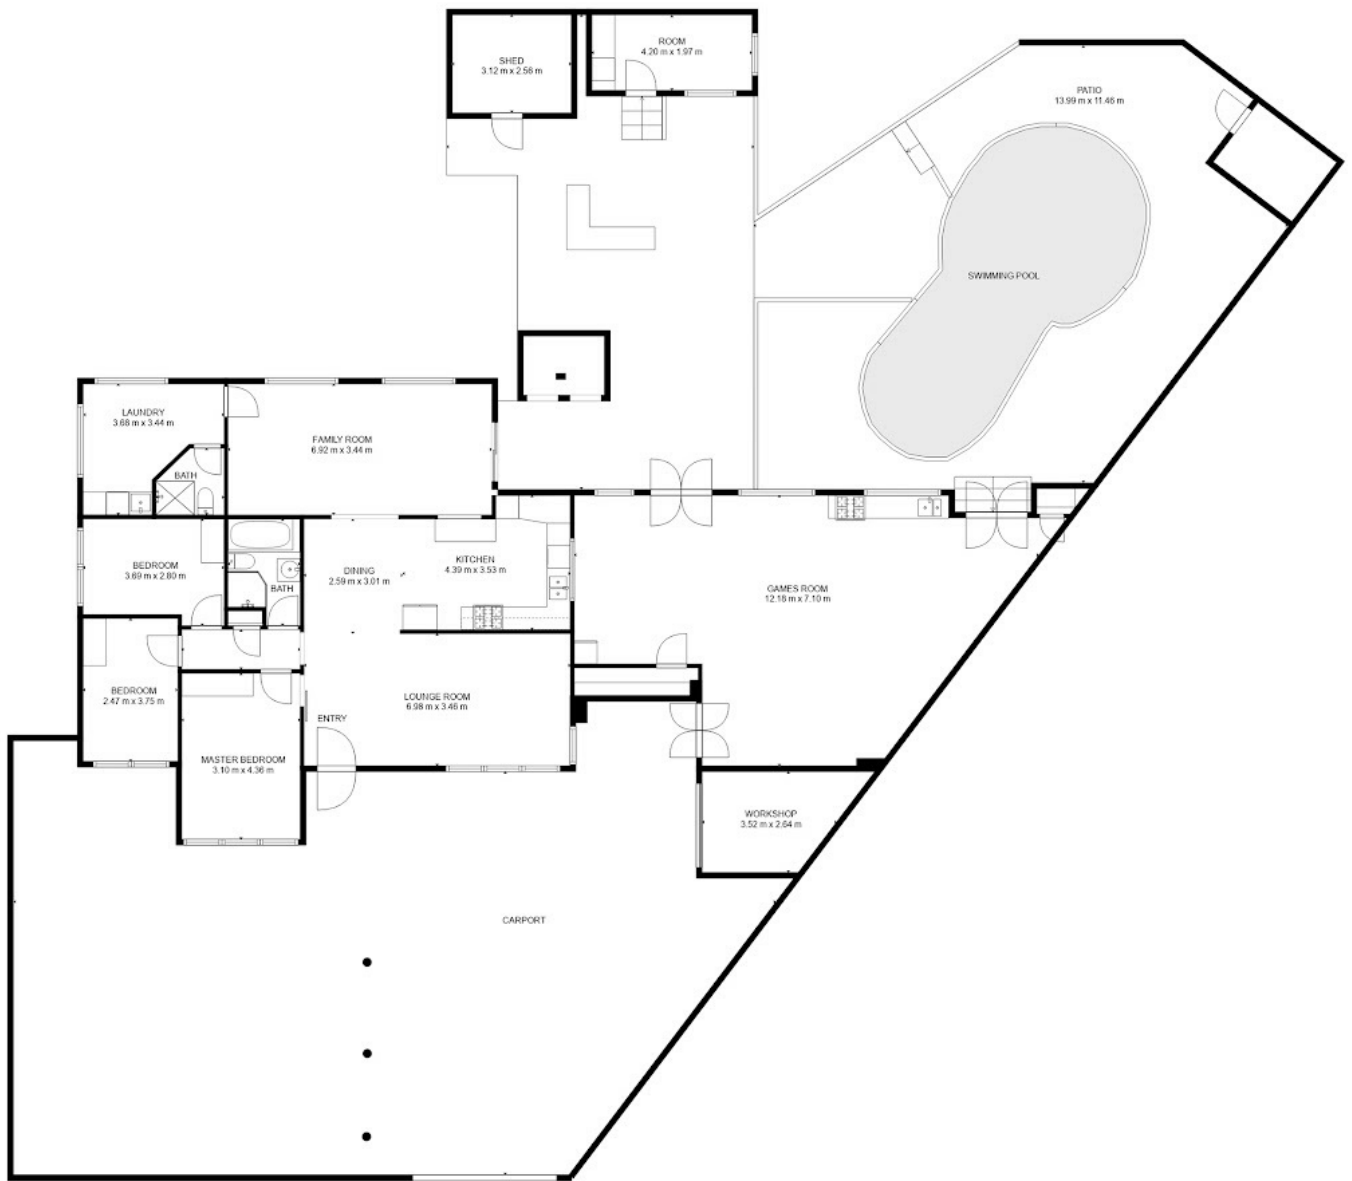 ROOM
4.20 m x 1.97 m
SHED
3.12 m x 2.56 m
PATIO
13.99 m x 11.46 m
SWIMMING POOL
LAUNDRY
3.68 m x 3.44 m
FAMILY ROOM
6.92 m x 3.44 m
BATH
BEDROOM
3.69 m x 2.80 m
DINING
2.59 m x 3.01 m
KITCHEN
4.39 m x 3.53 m
BATH
GAMES ROOM
12.18 m x 7.10 m
BEDROOM
2.47 m x 3.75 m
LOUNGE ROOM
6.98 m x 3.46 m
ENTRY
MASTER BEDROOM
3.10 m x 4.36 m
WORKSHOP
3.52 m x 2.64 m
CARPORT